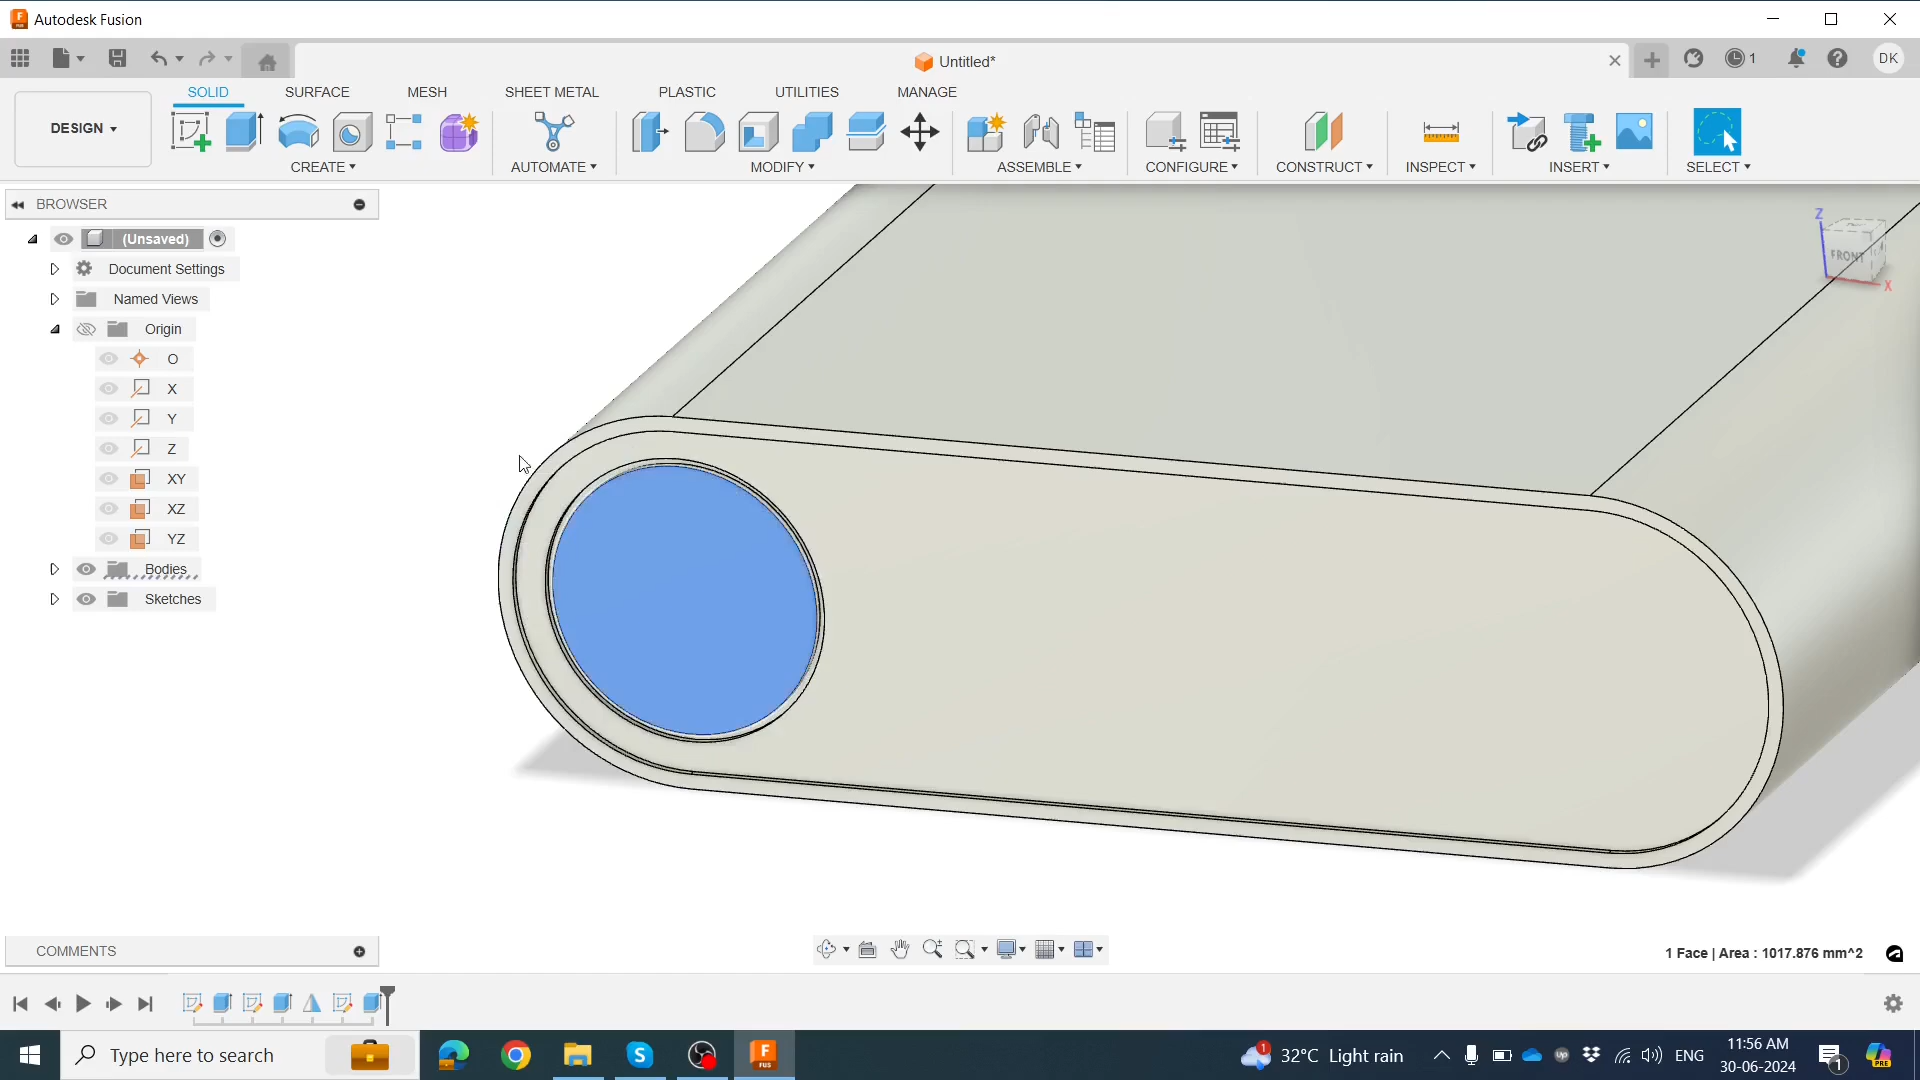 Autodesk Fusion
Untitled*
1
DK
DESIGN
SOLID
SURFACE
MESH
SHEET METAL
PLASTIC
UTILITIES
MANAGE
CREATE
AUTOMATE
MODIFY
ASSEMBLE
CONFIGURE
CONSTRUCT
INSPECT
INSERT
SELECT
BROWSER
(Unsaved)
Document Settings
Named Views
Origin
O
X
Y
Z
XY
XZ
YZ
Bodies
Sketches
Z
FRONT
X
COMMENTS
1 Face | Area : 1017.876 mm^2
Type here to search
32°C Light rain
ENG
11:56 AM
30-06-2024